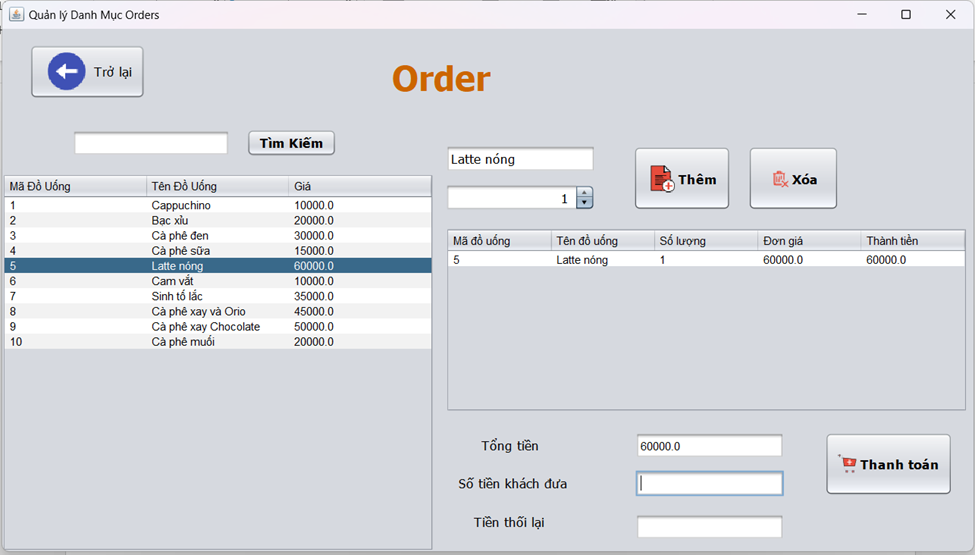 Quản lý Danh Mục Orders
Trở lại
Order
Tìm Kiếm
Mã Đồ Uống Tên Đồ Uống Giá
1 Cappuchino 10000.0
2 Bạc xỉu 20000.0
3 Cà phê đen 30000.0
4 Cà phê sữa 15000.0
5 Latte nóng 60000.0
6 Cam vắt 10000.0
7 Sinh tố lắc 35000.0
8 Cà phê xay và Orio 45000.0
9 Cà phê xay Chocolate 50000.0
10 Cà phê muối 20000.0
Latte nóng
1
Thêm
Xóa
Mã đồ uống Tên đồ uống Số lượng Đơn giá Thành tiền
5 Latte nóng 1 60000.0 60000.0
Tổng tiền 60000.0
Số tiền khách đưa
Tiền thối lại
Thanh toán